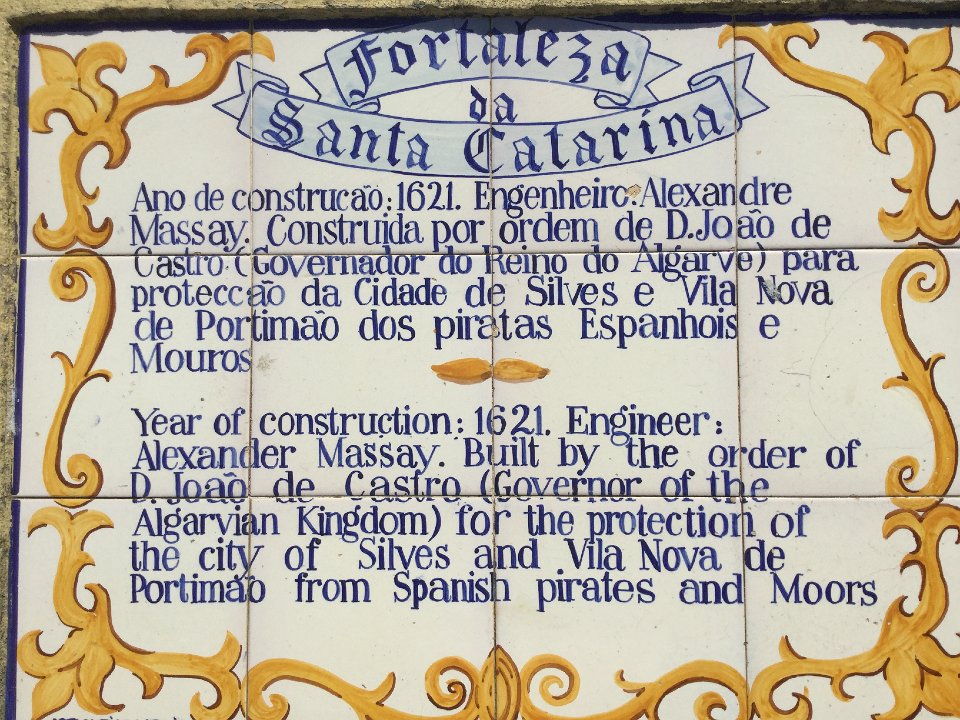 Fortaleza
da
Santa Catarina.
Ano de construcão: 1621. Engenheiro: Alexandre
Massay. Construida por ordem de D. João de
Castro (Governador do Reino do Algarve) para
proteccão da Cidade de Silves e Vila Nova
de Portimão dos piratas Espanhois e
Mouros
Year of construction: 1621. Engineer:
Alexander Massay. Built by the order of
D. João de Castro (Governor of the
Algarvian Kingdom) for the protection of
the city of Silves and Vila Nova de
Portimão from Spanish pirates and Moors